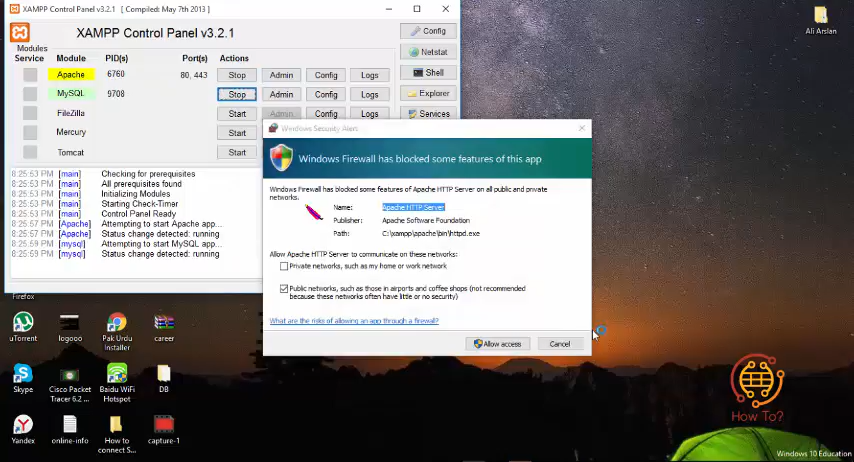 XAMPP Control Panel v3.2.1 [ Compiled: May 7th 2013 ]
XAMPP Control Panel v3.2.1
Config
Modules
Service Module PID(s) Port(s) Actions
Netstat
Apache 6760 80, 443 Stop Admin Config Logs
Shell
MySQL 9708 Stop Admin Config Logs
Explorer
FileZilla Start Admin Config Logs
Services
Mercury Start
Tomcat Start
8:25:53 PM [main] Checking for prerequisites
8:25:53 PM [main] All prerequisites found
8:25:53 PM [main] Initializing Modules
8:25:53 PM [main] Starting Check-Timer
8:25:53 PM [main] Control Panel Ready
8:25:57 PM [Apache] Attempting to start Apache app...
8:25:57 PM [Apache] Status change detected: running
8:25:59 PM [mysql] Attempting to start MySQL app...
8:25:59 PM [mysql] Status change detected: running
Windows Security Alert
Windows Firewall has blocked some features of this app
Windows Firewall has blocked some features of Apache HTTP Server on all public and private
networks.
Name: Apache HTTP Server
Publisher: Apache Software Foundation
Path: C:\xampp\apache\bin\httpd.exe
Allow Apache HTTP Server to communicate on these networks:
Private networks, such as my home or work network
Public networks, such as those in airports and coffee shops (not recommended
because these networks often have little or no security)
What are the risks of allowing an app through a firewall?
Allow access Cancel
Ali Arslan
Firefox
uTorrent logooo Pak Urdu
Installer career
Skype Cisco Packet
Tracer 6.2 ... Baidu WiFi
Hotspot DB
Yandex online-info How to
connect S... capture-1
How To?
Windows 10 Education